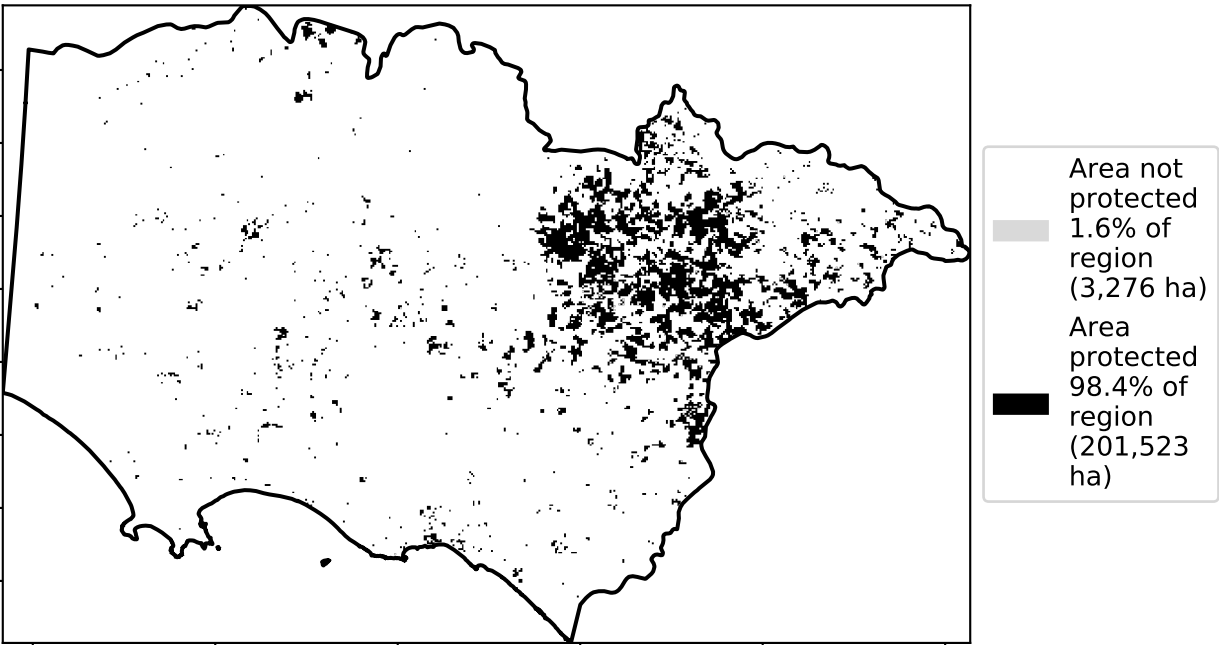 Area not
protected
1.6% of
region
(3,276 ha)
Area
protected
98.4% of
region
(201,523
ha)